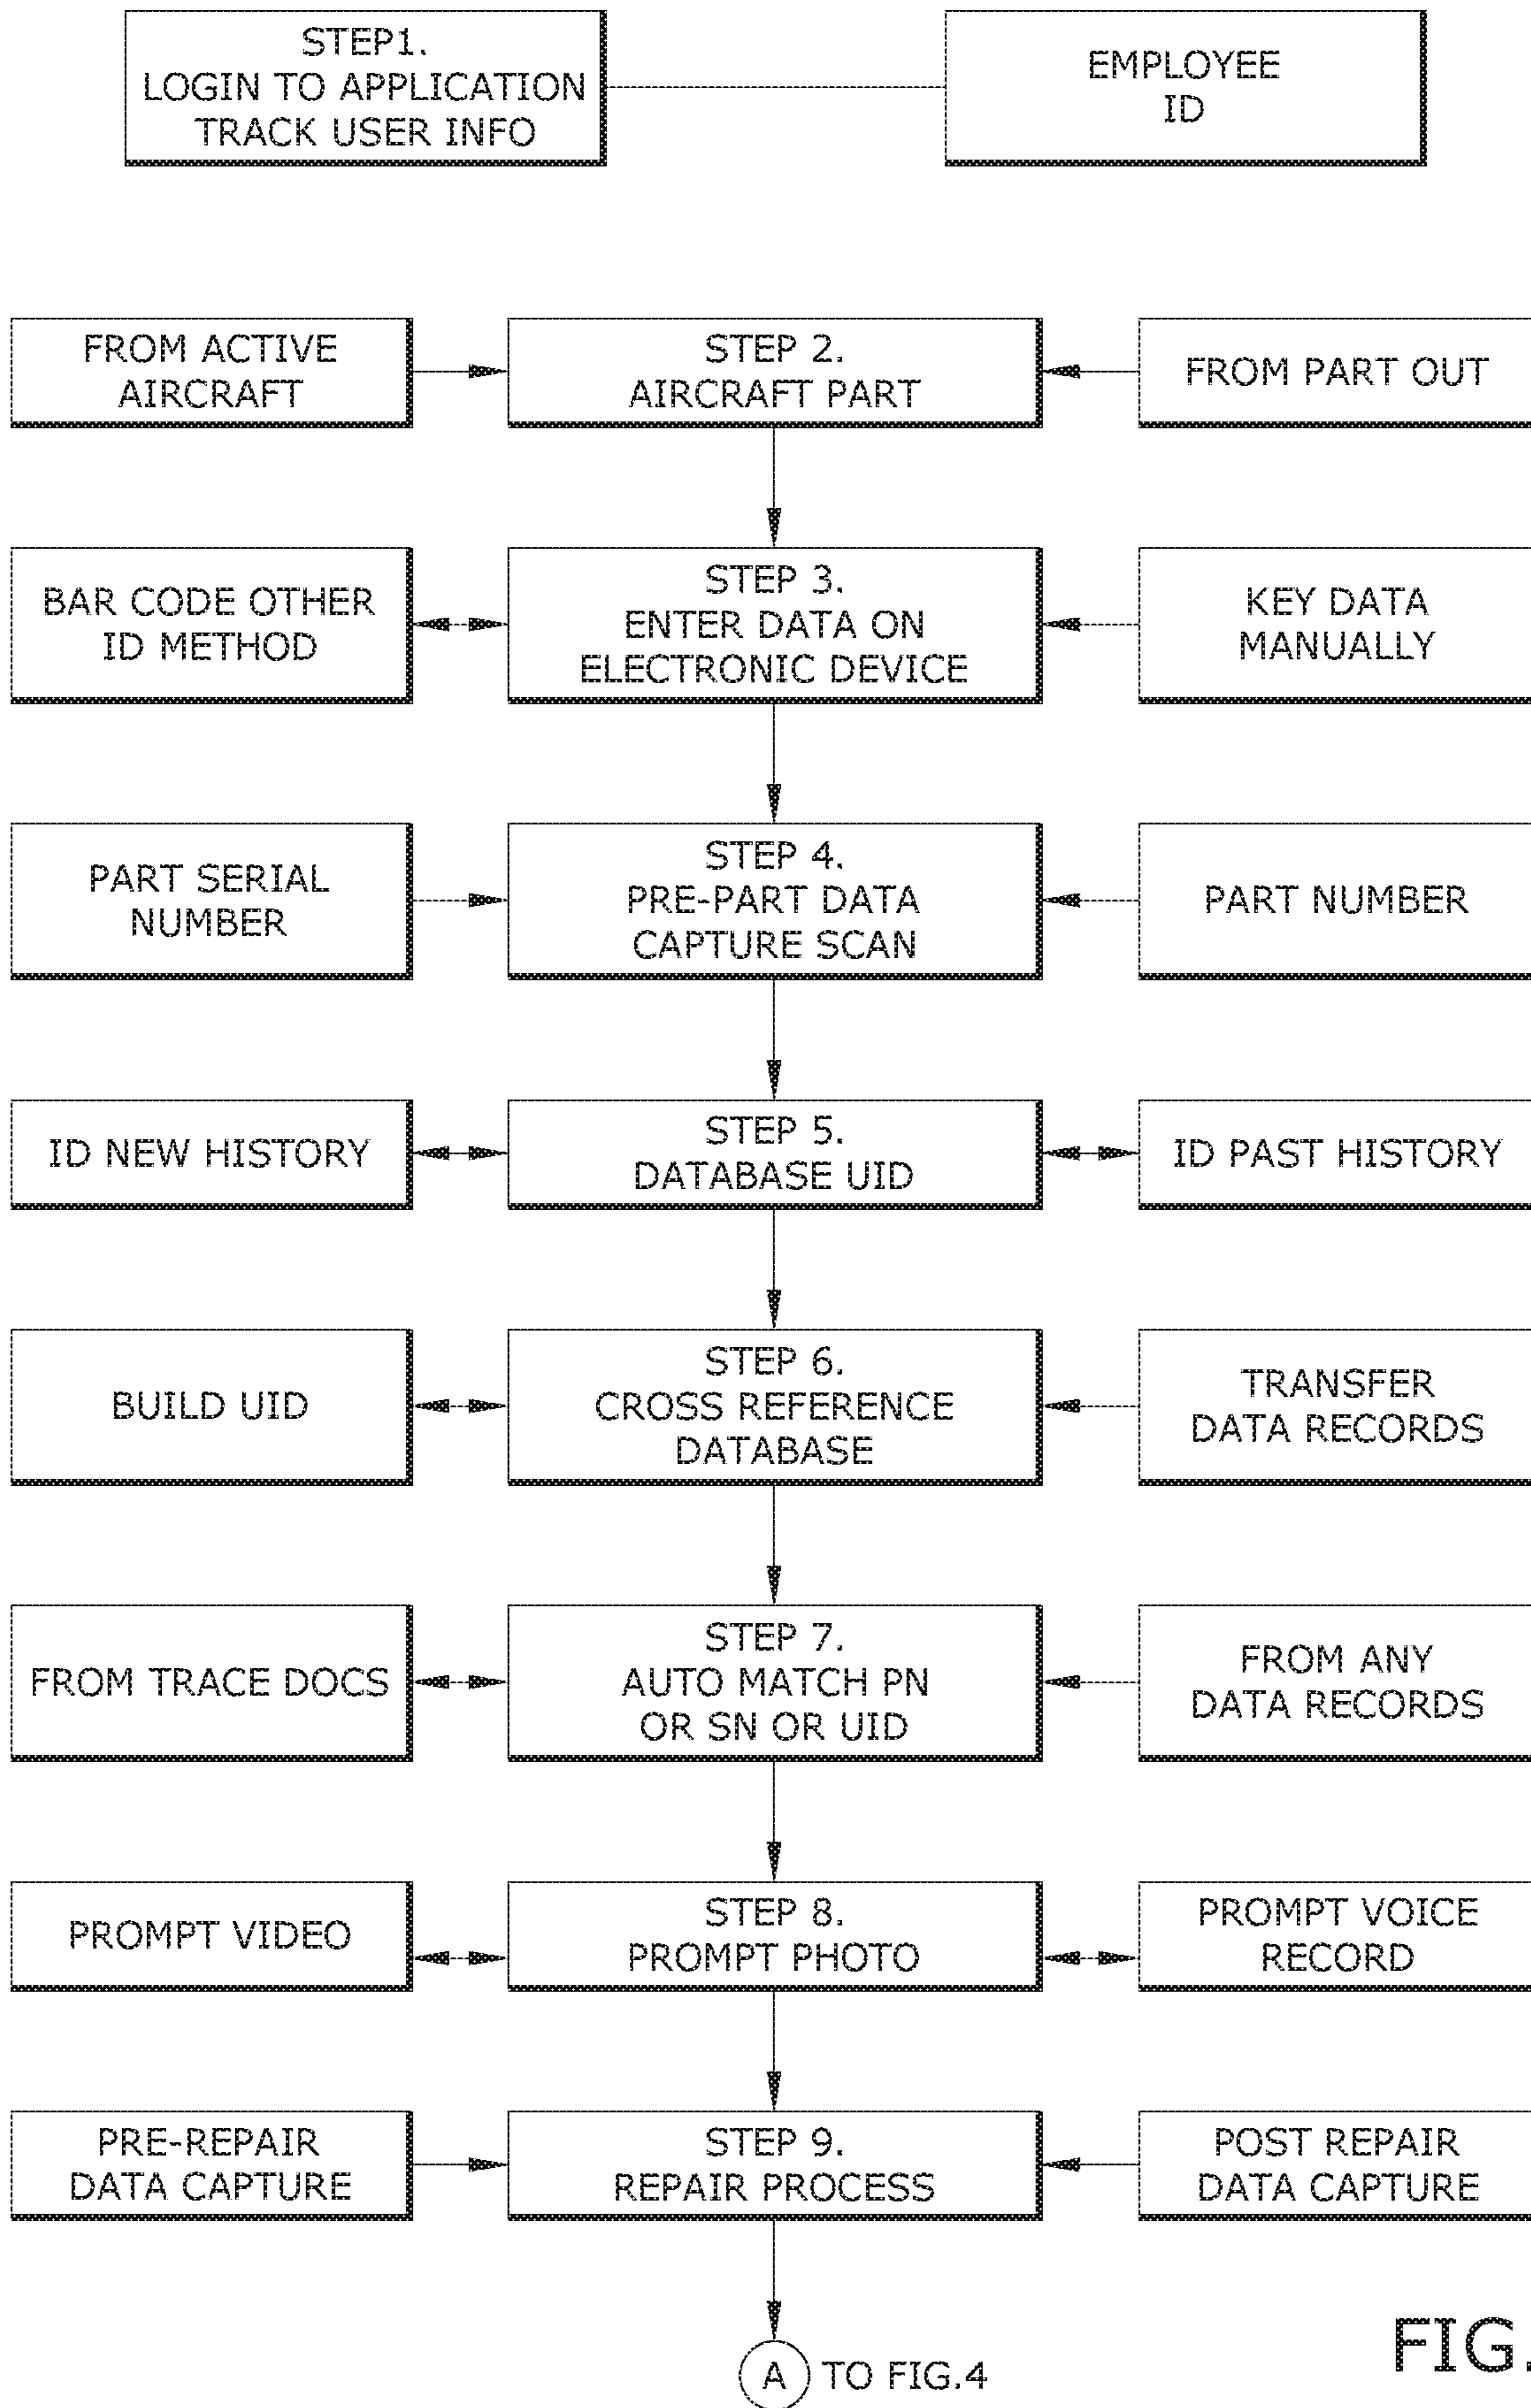 STEP1.
LOGIN TO APPLICATION
TRACK USER INFO
EMPLOYEE
ID
FROM ACTIVE
AIRCRAFT
STEP 2.
AIRCRAFT PART
FROM PART OUT
BAR CODE OTHER
ID METHOD
STEP 3.
ENTER DATA ON
ELECTRONIC DEVICE
KEY DATA
MANUALLY
PART SERIAL
NUMBER
STEP 4.
PRE-PART DATA
CAPTURE SCAN
PART NUMBER
ID NEW HISTORY
STEP 5.
DATABASE UID
ID PAST HISTORY
BUILD UID
STEP 6.
CROSS REFERENCE
DATABASE
TRANSFER
DATA RECORDS
FROM TRACE DOCS
STEP 7.
AUTO MATCH PN
OR SN OR UID
FROM ANY
DATA RECORDS
PROMPT VIDEO
STEP 8.
PROMPT PHOTO
PROMPT VOICE
RECORD
PRE-REPAIR
DATA CAPTURE
STEP 9.
REPAIR PROCESS
POST REPAIR
DATA CAPTURE
A TO FIG.4
FIG.